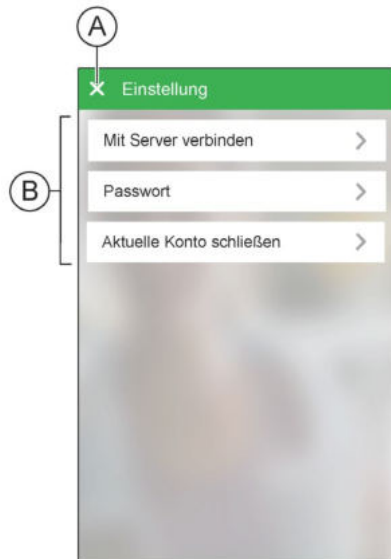 A
Einstellung
B
Mit Server verbinden
Passwort
Aktuelle Konto schließen